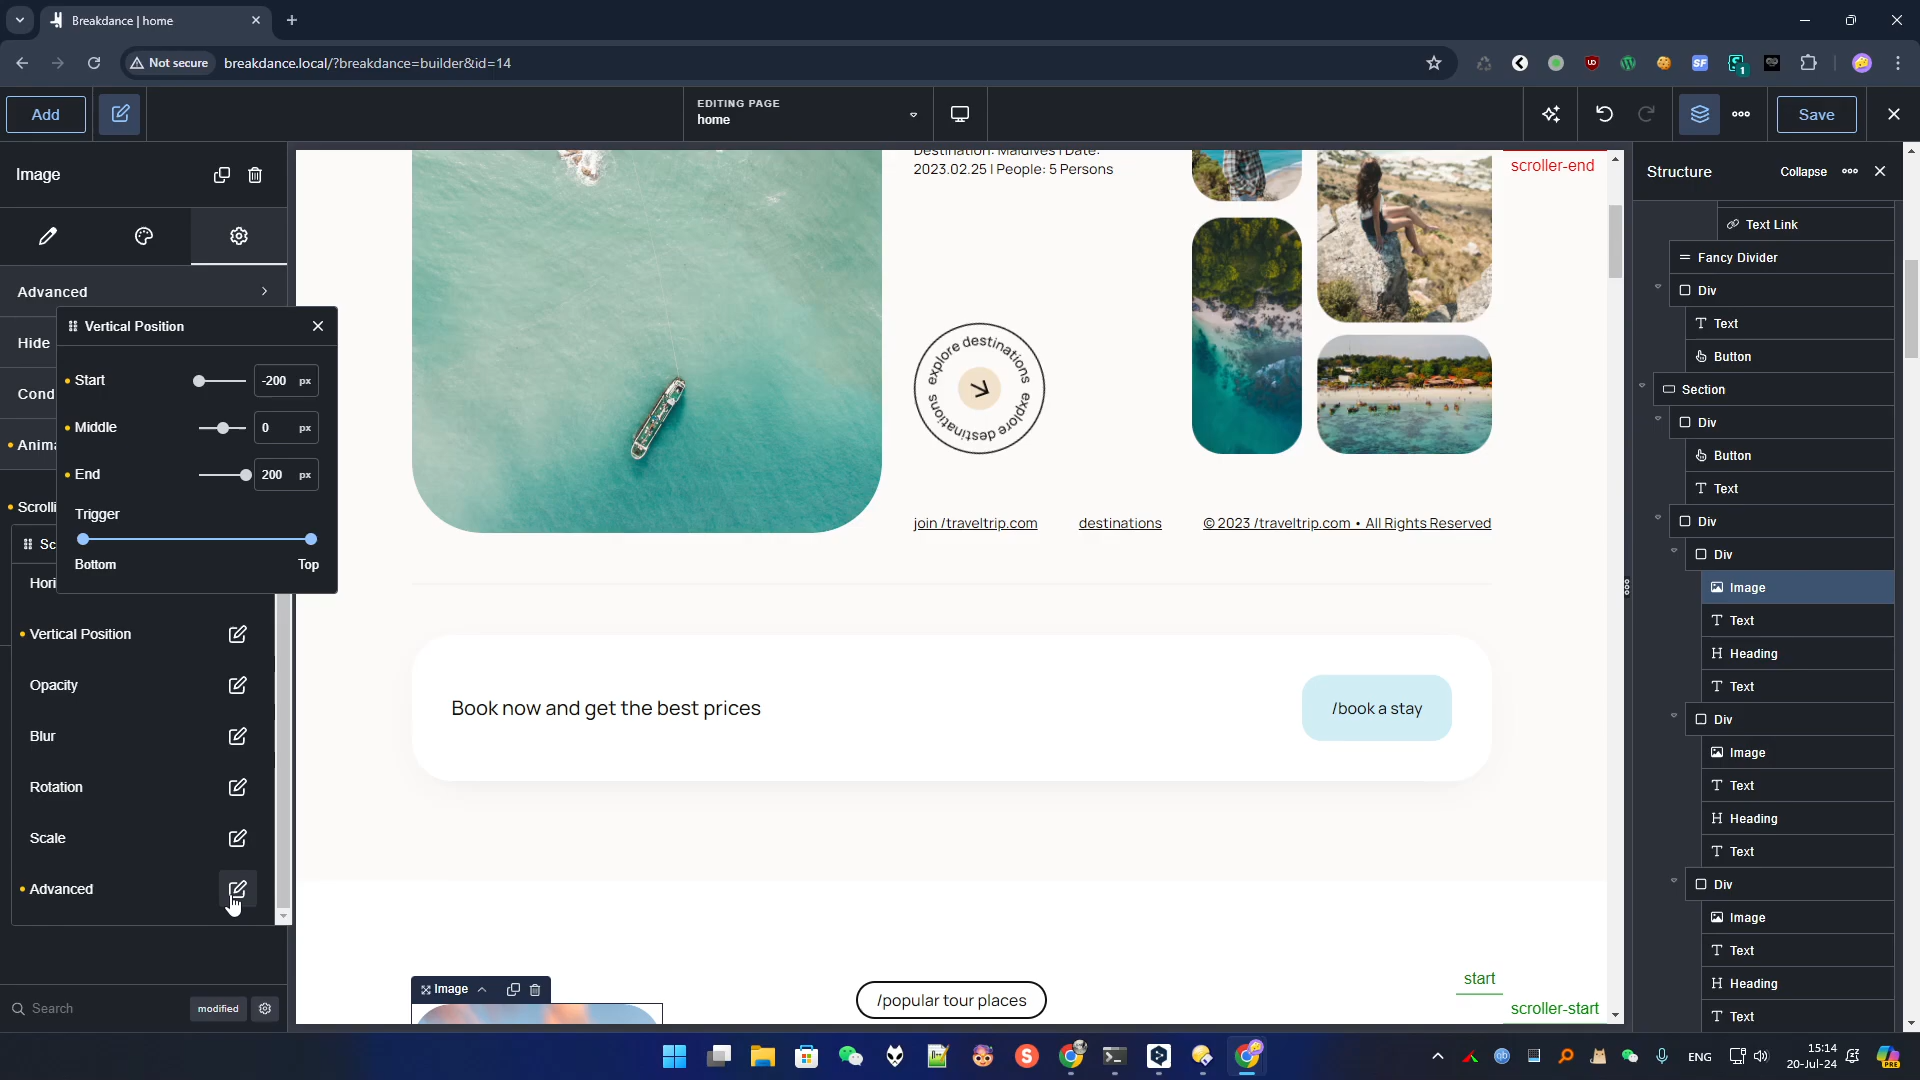 Breakdance | home
Not secure
breakdance.local/?breakdance=builder&id=14
Add
EDITING PAGE
home
Save
Image
Advanced
Hide
Cond
Anima
Vertical Position
Start
-200 px
Middle
0 px
End
200 px
Trigger
Bottom
Top
Scrolli
Sc
Hori
Vertical Position
Opacity
Blur
Rotation
Scale
Advanced
Search
modified
Destination: Maldives | Date:
2023.02.25 | People: 5 Persons
explore destinations explore destinations
join /traveltrip.com
destinations
© 2023 /traveltrip.com • All Rights Reserved
Book now and get the best prices
/book a stay
Image
/popular tour places
scroller-end
start
scroller-start
Structure
Collapse
Text Link
Fancy Divider
Div
Text
Button
Section
Div
Button
Text
Div
Div
Image
Text
Heading
Text
Div
Image
Text
Heading
Text
Div
Image
Text
Heading
Text
ENG
15:14
20-Jul-24